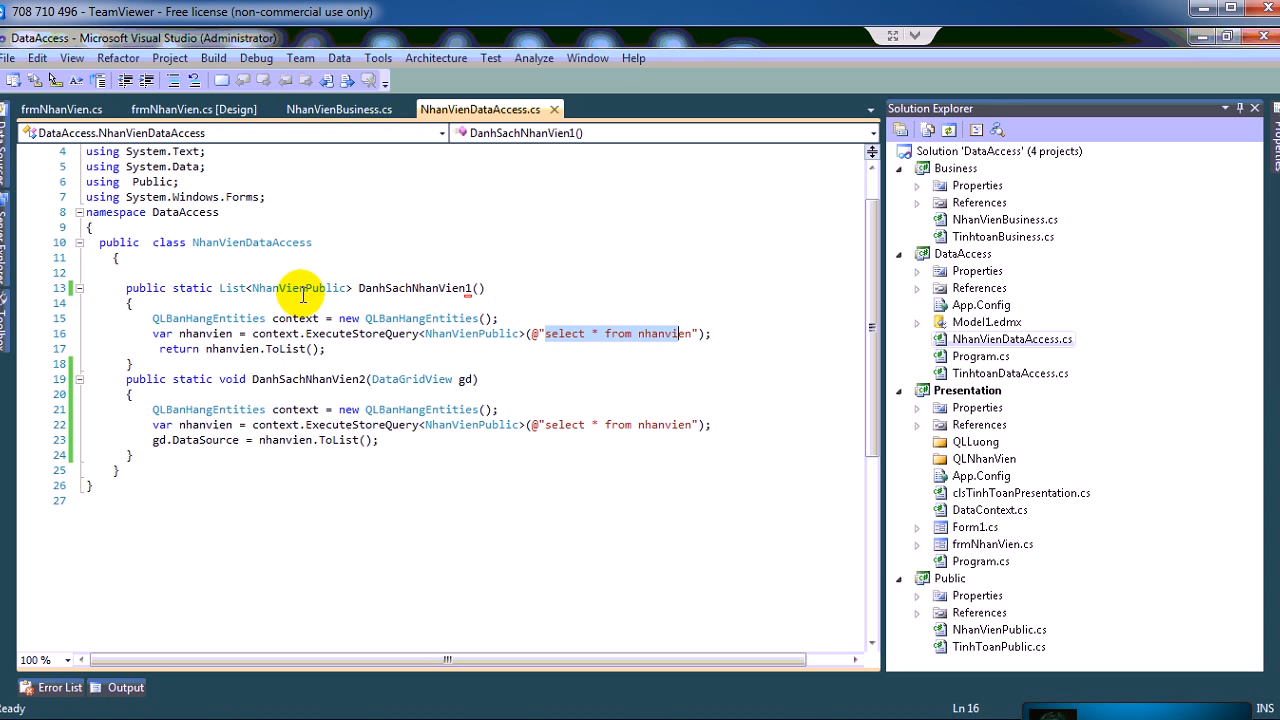 708 710 496 - TeamViewer - Free license (non-commercial use only)
DataAccess - Microsoft Visual Studio (Administrator)
File Edit View Refactor Project Build Debug Team Data Tools Architecture Test Analyze Window Help
frmNhanVien.cs frmNhanVien.cs [Design] NhanVienBusiness.cs NhanVienDataAccess.cs
DataAccess.NhanVienDataAccess DanhSachNhanVien1()
4 using System.Text;
5 using System.Data;
6 using  Public;
7 using System.Windows.Forms;
8 namespace DataAccess
9 {
10 public  class NhanVienDataAccess
11 {
12
13 public static List<NhanVienPublic> DanhSachNhanVien1()
14 {
15 QLBanHangEntities context = new QLBanHangEntities();
16 var nhanvien = context.ExecuteStoreQuery<NhanVienPublic>(@"select * from nhanvien");
17 return nhanvien.ToList();
18 }
19 public static void DanhSachNhanVien2(DataGridView gd)
20 {
21 QLBanHangEntities context = new QLBanHangEntities();
22 var nhanvien = context.ExecuteStoreQuery<NhanVienPublic>(@"select * from nhanvien");
23 gd.DataSource = nhanvien.ToList();
24 }
25 }
26 }
27
100 %
Error List Output
Ln 16 INS
Solution Explorer
Solution 'DataAccess' (4 projects)
Business
Properties
References
NhanVienBusiness.cs
TinhtoanBusiness.cs
DataAccess
Properties
References
App.Config
Model1.edmx
NhanVienDataAccess.cs
Program.cs
TinhtoanDataAccess.cs
Presentation
Properties
References
QLLuong
QLNhanVien
App.Config
clsTinhToanPresentation.cs
DataContext.cs
Form1.cs
frmNhanVien.cs
Program.cs
Public
Properties
References
NhanVienPublic.cs
TinhToanPublic.cs